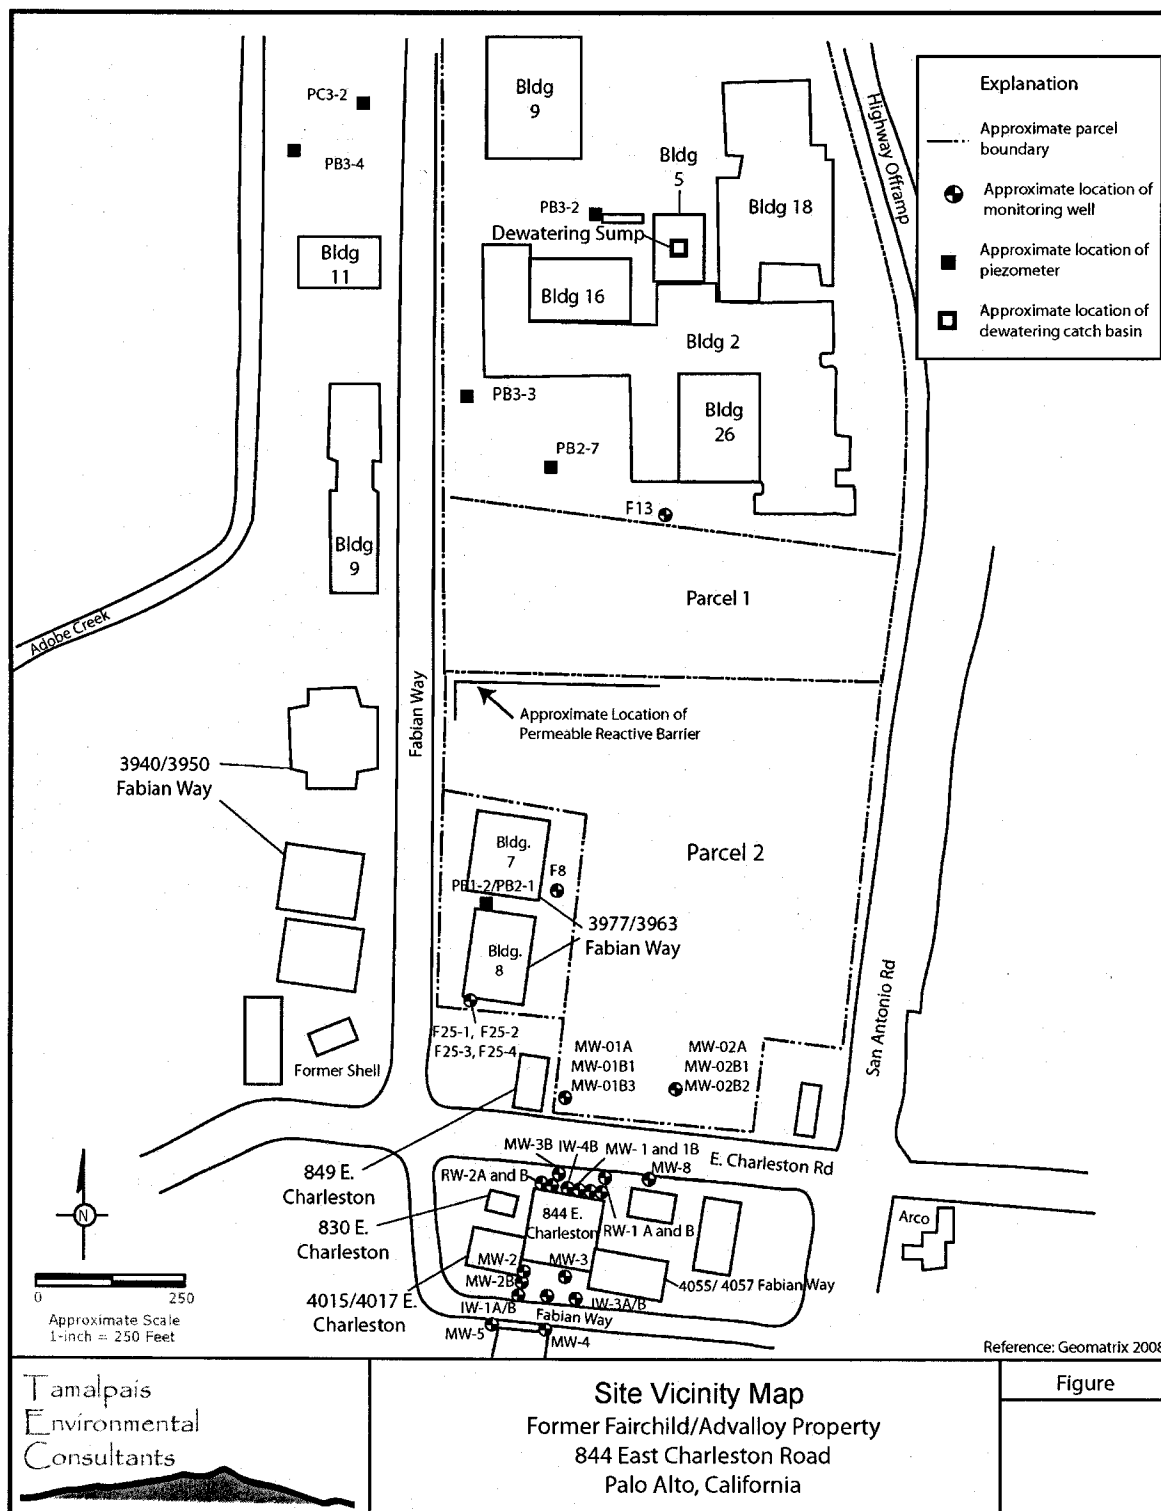 Bldg
9
PC3-2
PB3-4
Bldg
5
PB3-2
Dewatering Sump
Bldg 18
Highway Offramp
Explanation
Approximate parcel
boundary
Approximate location of
monitoring well
Approximate location of
piezometer
Approximate location of
dewatering catch basin
Bldg
11
Bldg 16
Bldg 2
PB3-3
Bldg
26
PB2-7
F13
Bldg
9
Parcel 1
Adobe Creek
Fabian Way
Approximate Location of
Permeable Reactive Barrier
3940/3950
Fabian Way
Bldg.
7
Parcel 2
F8
PB1-2/PB2-1
3977/3963
Fabian Way
Bldg.
8
San Antonio Rd
F25-1, F25-2
F25-3, F25-4
MW-01A
MW-01B1
MW-01B3
MW-02A
MW-02B1
MW-02B2
Former Shell
MW-3B
IW-4B
MW- 1 and 1B
MW-8
E. Charleston Rd
849 E.
Charleston
RW-2A and B
830 E.
Charleston
844 E.
Charleston
RW-1 A and B
Arco
N
MW-2
MW-3
MW-2B
4055/ 4057 Fabian Way
4015/4017 E.
Charleston
IW-1A/B
IW-3A/B
Fabian Way
MW-5
MW-4
0
250
Approximate Scale
1-inch = 250 Feet
Reference: Geomatrix 2008
Tamalpais
Environmental
Consultants
Site Vicinity Map
Former Fairchild/Advalloy Property
844 East Charleston Road
Palo Alto, California
Figure